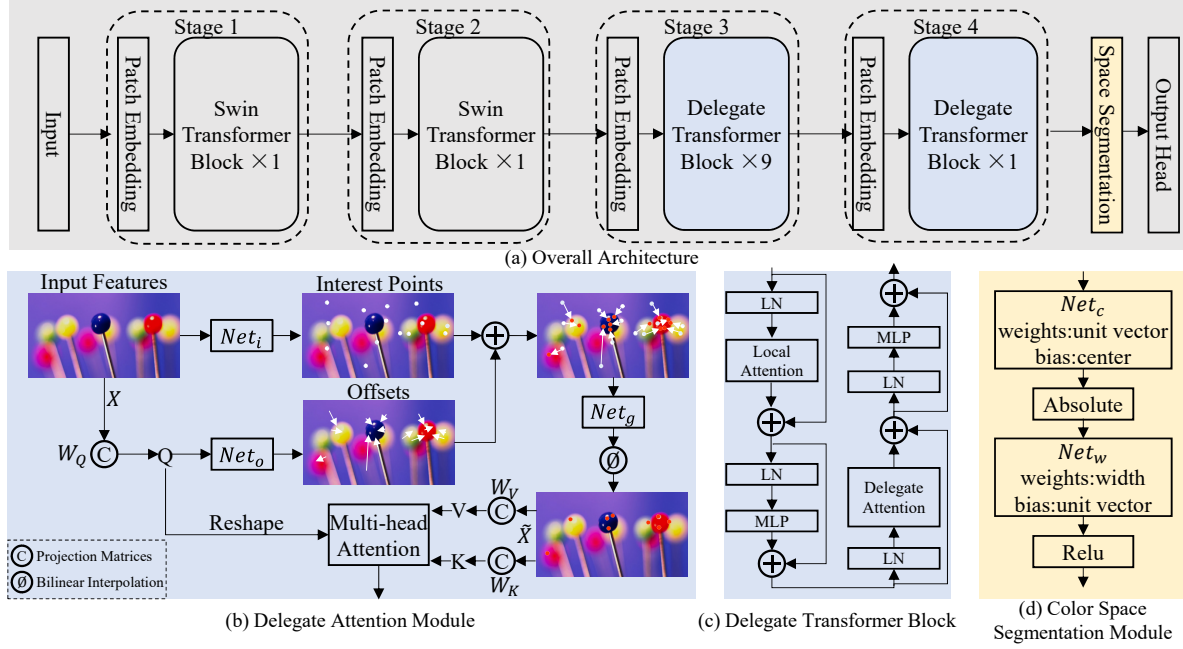 Stage 1
Stage 2
Stage 3
Stage 4
Input
Patch Embedding
Swin
Transformer
Block ×1
Patch Embedding
Swin
Transformer
Block ×1
Patch Embedding
Delegate
Transformer
Block ×9
Patch Embedding
Delegate
Transformer
Block ×1
Space Segmentation
Output Head
(a) Overall Architecture
Input Features
Interest Points
Net_i
X
Offsets
W_Q
C
Q
Net_o
Net_g
Ø
Reshape
Multi-head
Attention
V
W_V
C
X̃
K
C
W_K
C Projection Matrices
Ø Bilinear Interpolation
(b) Delegate Attention Module
LN
Local
Attention
LN
MLP
MLP
LN
Delegate
Attention
LN
(c) Delegate Transformer Block
Net_c
weights:unit vector
bias:center
Absolute
Net_w
weights:width
bias:unit vector
Relu
(d) Color Space
Segmentation Module